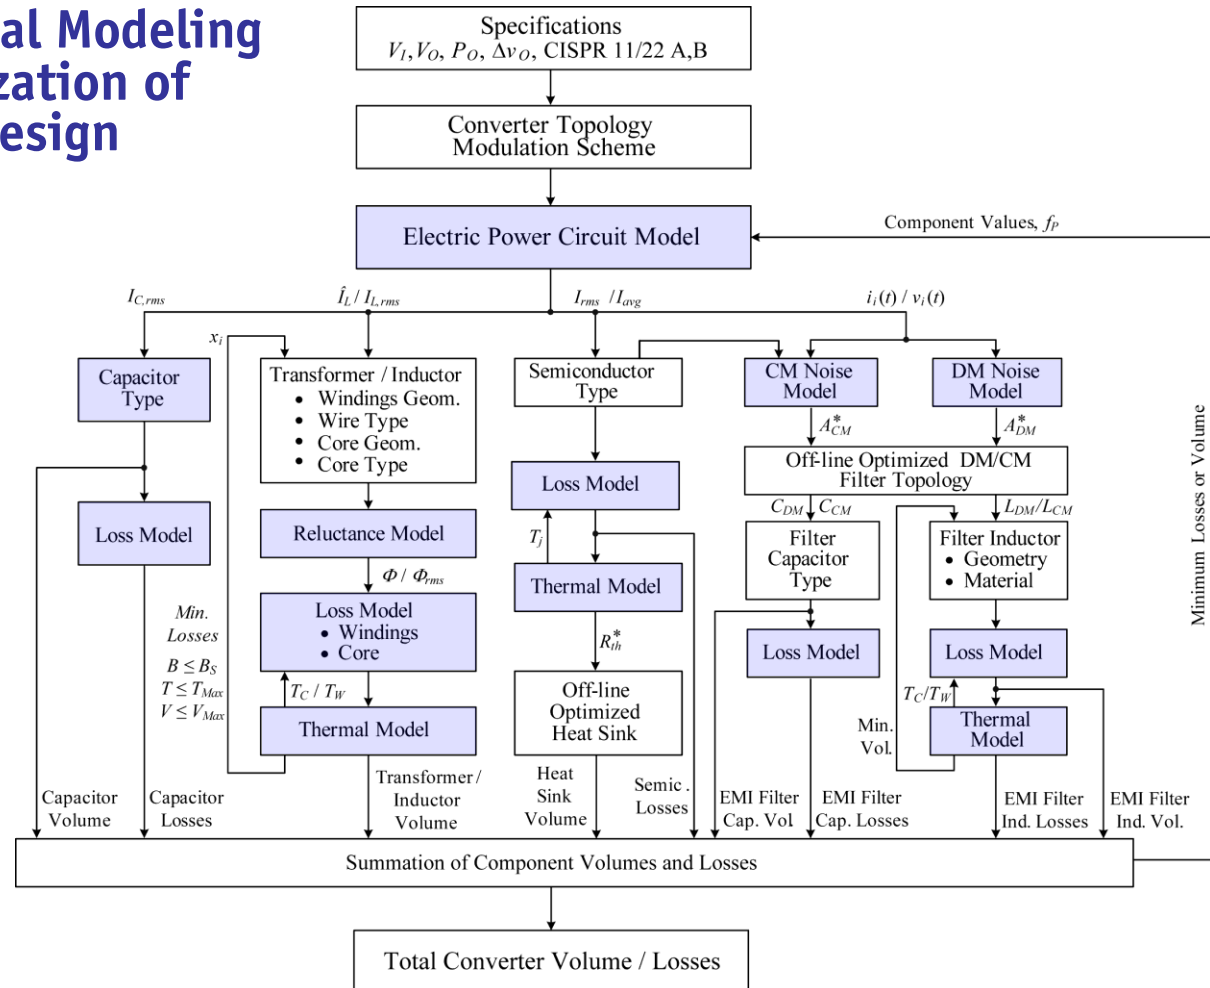 al Modeling
zation of
esign
Specifications
V_I, V_O, P_O, Δv_O, CISPR 11/22 A,B
Converter Topology
Modulation Scheme
Electric Power Circuit Model
Component Values, f_P
I_C,rms
Î_L / I_L,rms
I_rms / I_avg
i_i(t) / v_i(t)
x_i
Capacitor
Type
Transformer / Inductor
• Windings Geom.
• Wire Type
• Core Geom.
• Core Type
Semiconductor
Type
CM Noise
Model
DM Noise
Model
A*_CM
A*_DM
Off-line Optimized DM/CM
Filter Topology
Loss Model
Loss Model
C_DM C_CM
L_DM/L_CM
Reluctance Model
T_j
Filter
Capacitor
Type
Filter Inductor
• Geometry
• Material
Thermal Model
Φ / Φ_rms
Loss Model
• Windings
• Core
Min.
Losses
B ≤ B_S
T ≤ T_Max
V ≤ V_Max
R*_th
Loss Model
Loss Model
T_C / T_W
T_C/T_W
Thermal Model
Off-line
Optimized
Heat Sink
Min.
Vol.
Thermal
Model
Minimum Losses or Volume
Capacitor
Volume
Capacitor
Losses
Transformer /
Inductor
Volume
Heat
Sink
Volume
Semic .
Losses
EMI Filter
Cap. Vol.
EMI Filter
Cap. Losses
EMI Filter
Ind. Losses
EMI Filter
Ind. Vol.
Summation of Component Volumes and Losses
Total Converter Volume / Losses